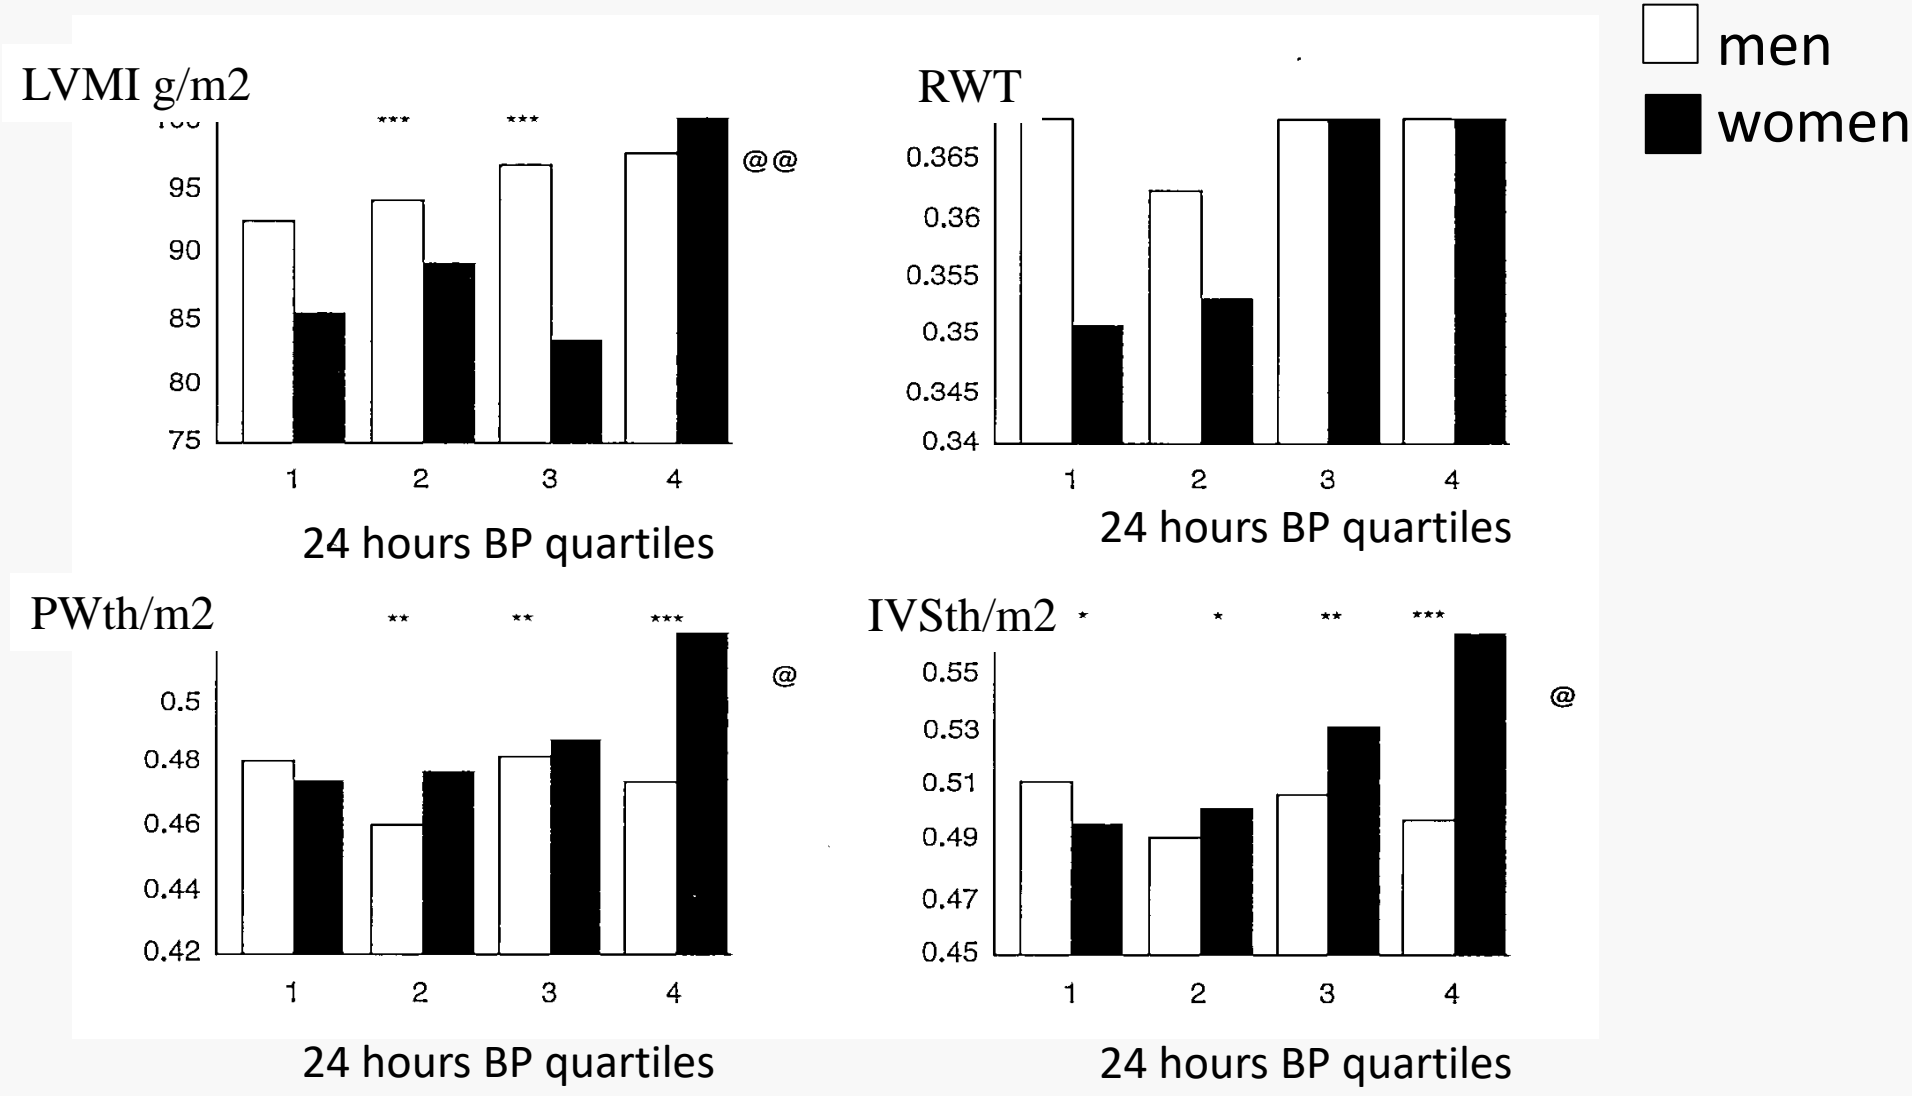 men
women
LVMI g/m2
*** ***
@@
95
90
85
80
75
1 2 3 4
24 hours BP quartiles
RWT
0.365
0.36
0.355
0.35
0.345
0.34
1 2 3 4
24 hours BP quartiles
PWth/m2
** ** ***
@
0.5
0.48
0.46
0.44
0.42
1 2 3 4
24 hours BP quartiles
IVSth/m2
* * ** ***
@
0.55
0.53
0.51
0.49
0.47
0.45
1 2 3 4
24 hours BP quartiles